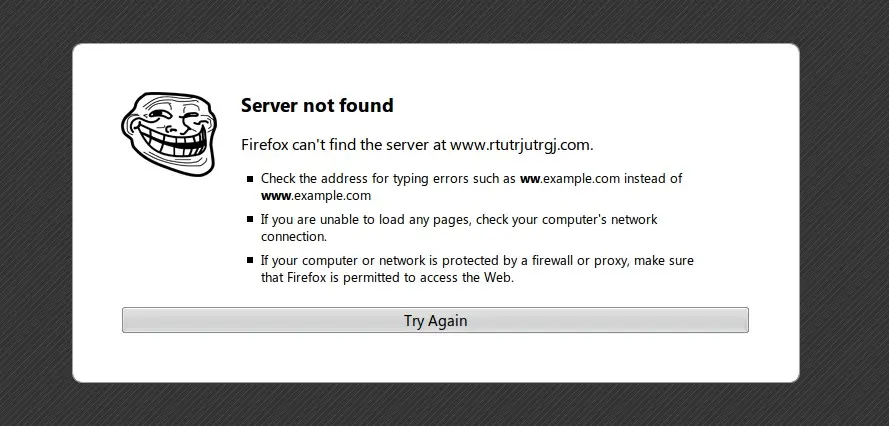 Server not found
Firefox can't find the server at www.rtutrjutrgj.com.
Check the address for typing errors such as ww.example.com instead of
www.example.com
If you are unable to load any pages, check your computer's network
connection.
If your computer or network is protected by a firewall or proxy, make sure
that Firefox is permitted to access the Web.
Try Again